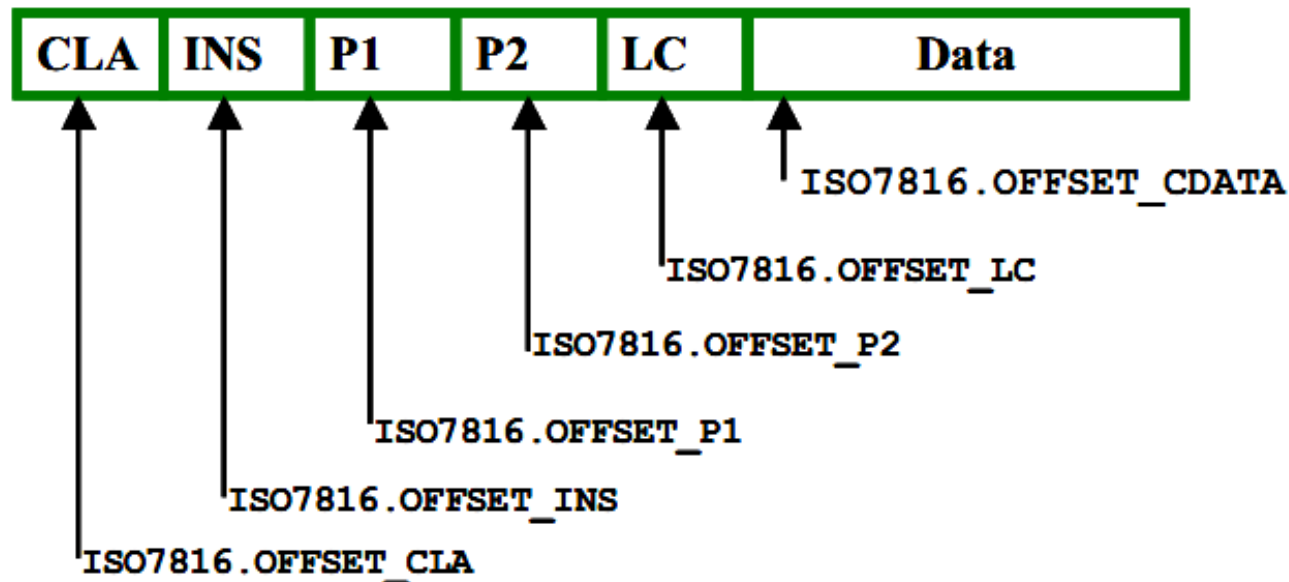 CLA INS P1 P2 LC Data
ISO7816.OFFSET_CDATA
ISO7816.OFFSET_LC
ISO7816.OFFSET_P2
ISO7816.OFFSET_P1
ISO7816.OFFSET_INS
ISO7816.OFFSET_CLA